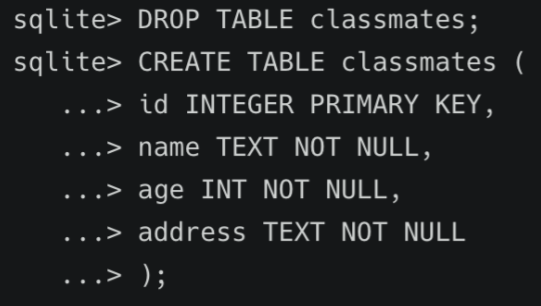 sqlite> DROP TABLE classmates;
sqlite> CREATE TABLE classmates (
   ...> id INTEGER PRIMARY KEY,
   ...> name TEXT NOT NULL,
   ...> age INT NOT NULL,
   ...> address TEXT NOT NULL
   ...> );